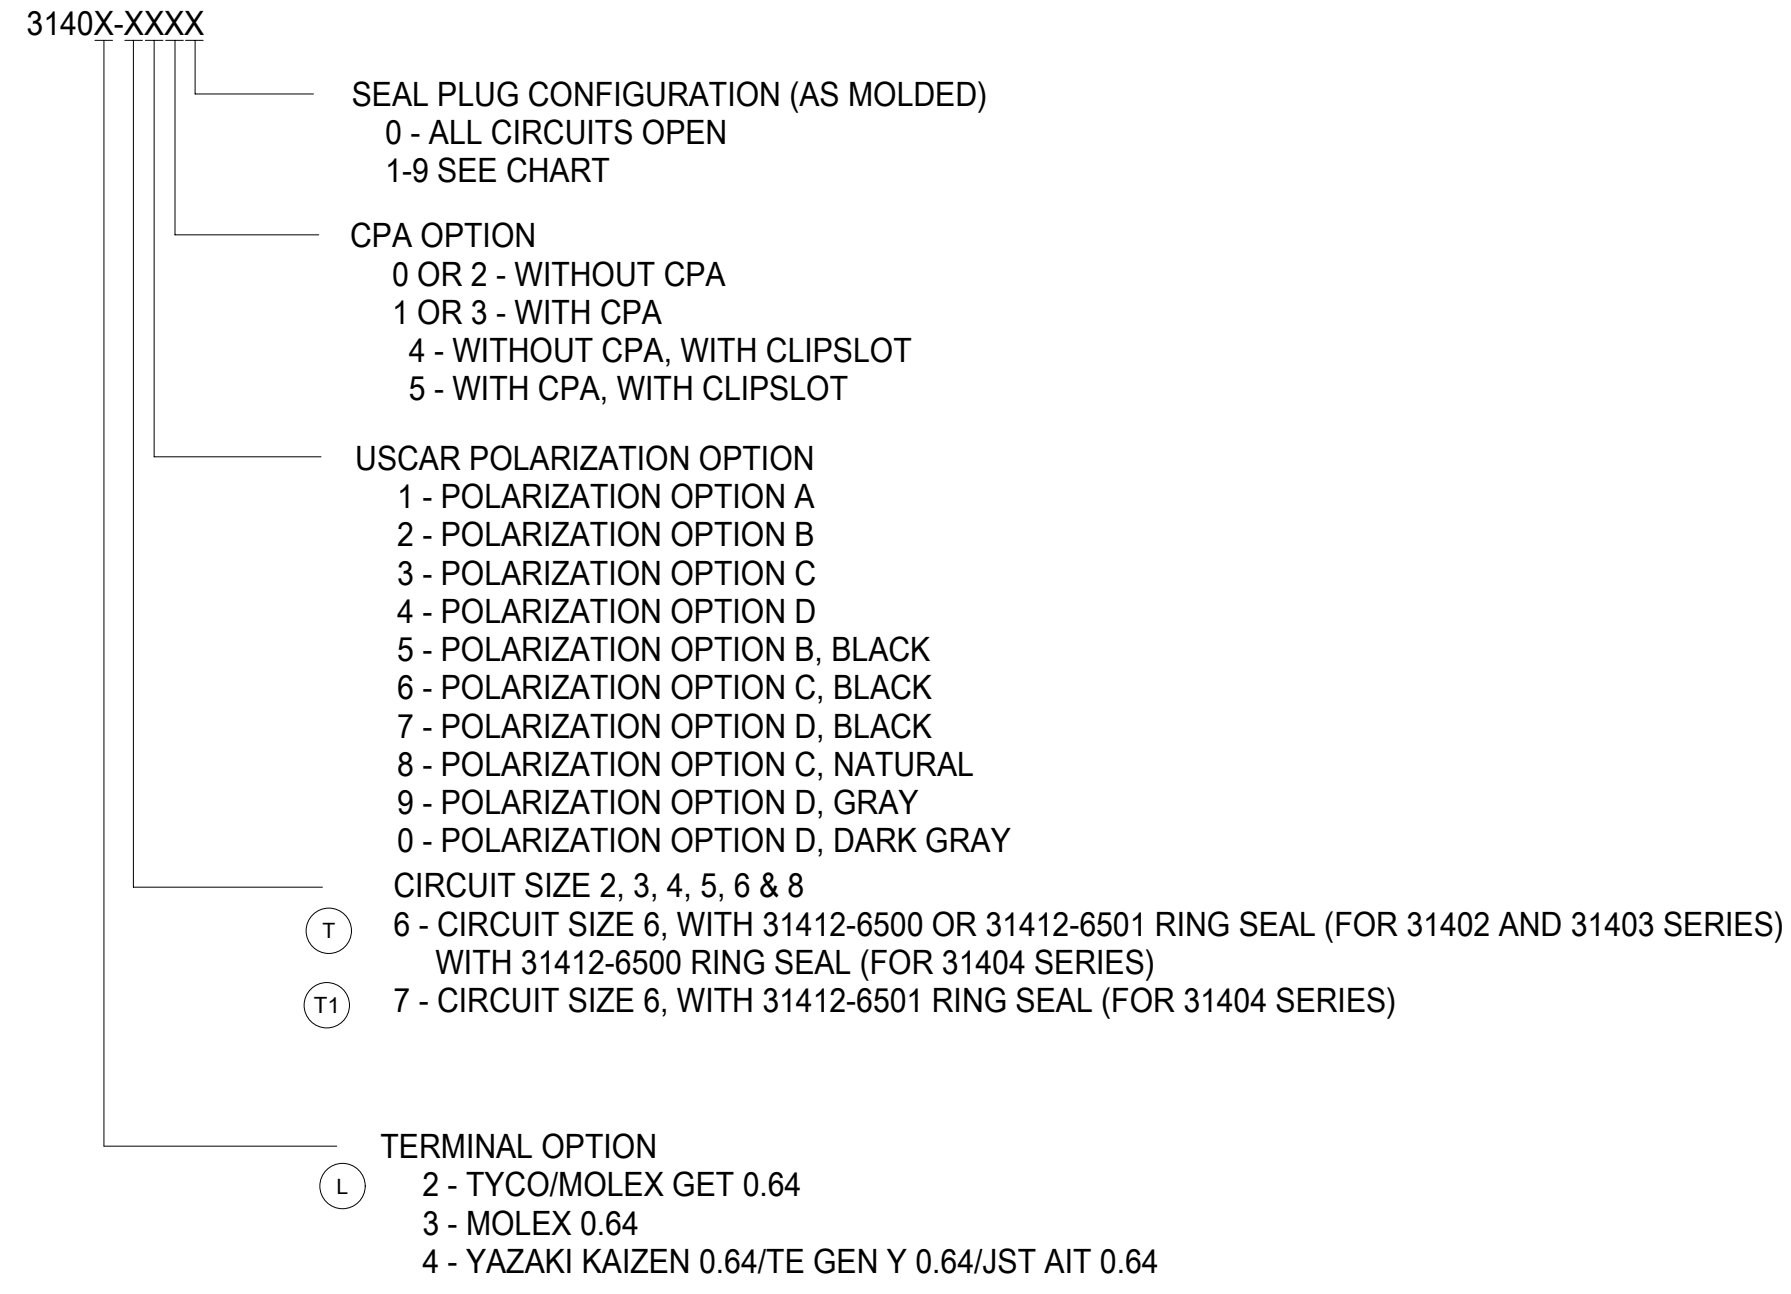 3140X-XXXX
SEAL PLUG CONFIGURATION (AS MOLDED)
0 - ALL CIRCUITS OPEN
1-9 SEE CHART
CPA OPTION
0 OR 2 - WITHOUT CPA
1 OR 3 - WITH CPA
4 - WITHOUT CPA, WITH CLIPSLOT
5 - WITH CPA, WITH CLIPSLOT
USCAR POLARIZATION OPTION
1 - POLARIZATION OPTION A
2 - POLARIZATION OPTION B
3 - POLARIZATION OPTION C
4 - POLARIZATION OPTION D
5 - POLARIZATION OPTION B, BLACK
6 - POLARIZATION OPTION C, BLACK
7 - POLARIZATION OPTION D, BLACK
8 - POLARIZATION OPTION C, NATURAL
9 - POLARIZATION OPTION D, GRAY
0 - POLARIZATION OPTION D, DARK GRAY
CIRCUIT SIZE 2, 3, 4, 5, 6 & 8
T 6 - CIRCUIT SIZE 6, WITH 31412-6500 OR 31412-6501 RING SEAL (FOR 31402 AND 31403 SERIES)
WITH 31412-6500 RING SEAL (FOR 31404 SERIES)
T1 7 - CIRCUIT SIZE 6, WITH 31412-6501 RING SEAL (FOR 31404 SERIES)
TERMINAL OPTION
L 2 - TYCO/MOLEX GET 0.64
3 - MOLEX 0.64
4 - YAZAKI KAIZEN 0.64/TE GEN Y 0.64/JST AIT 0.64